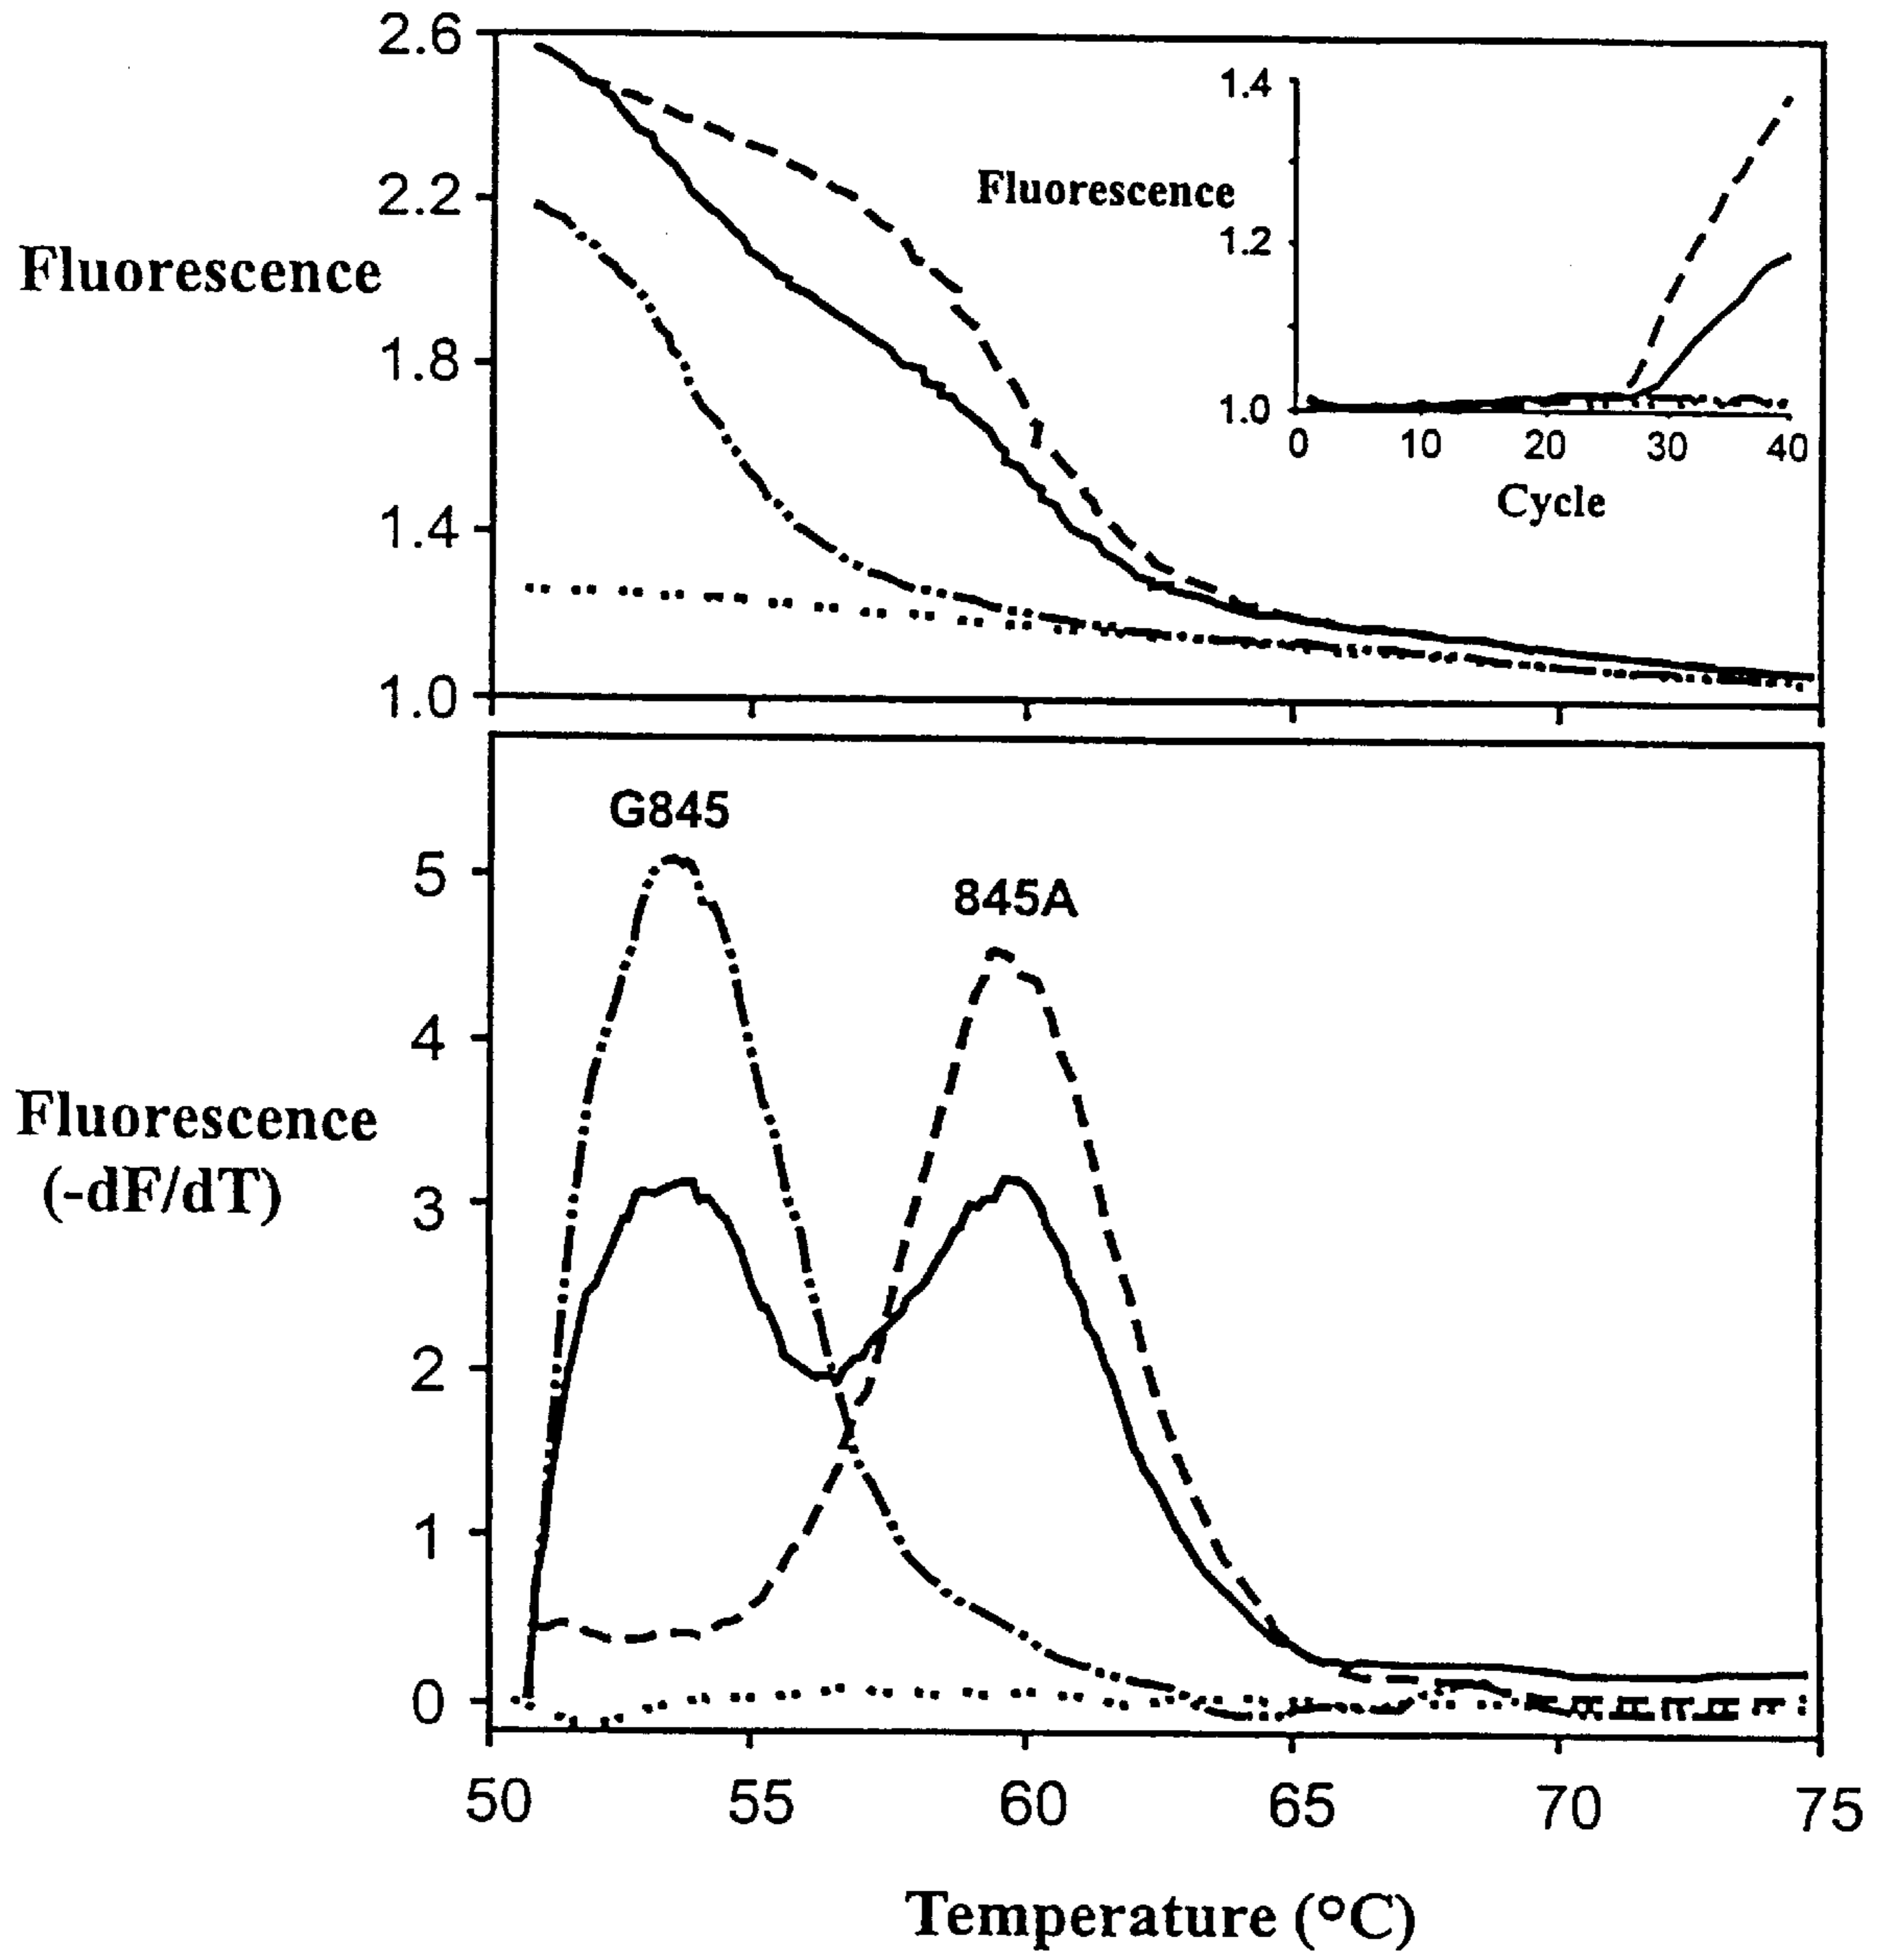 2.6
2.2
Fluorescence
1.8
1.4
1.0
1.4
Fluorescence
1.2
1.0
0 10 20 30 40
Cycle
G845
845A
5
4
Fluorescence
(-dF/dT)
3
2
1
0
50 55 60 65 70 75
Temperature (°C)